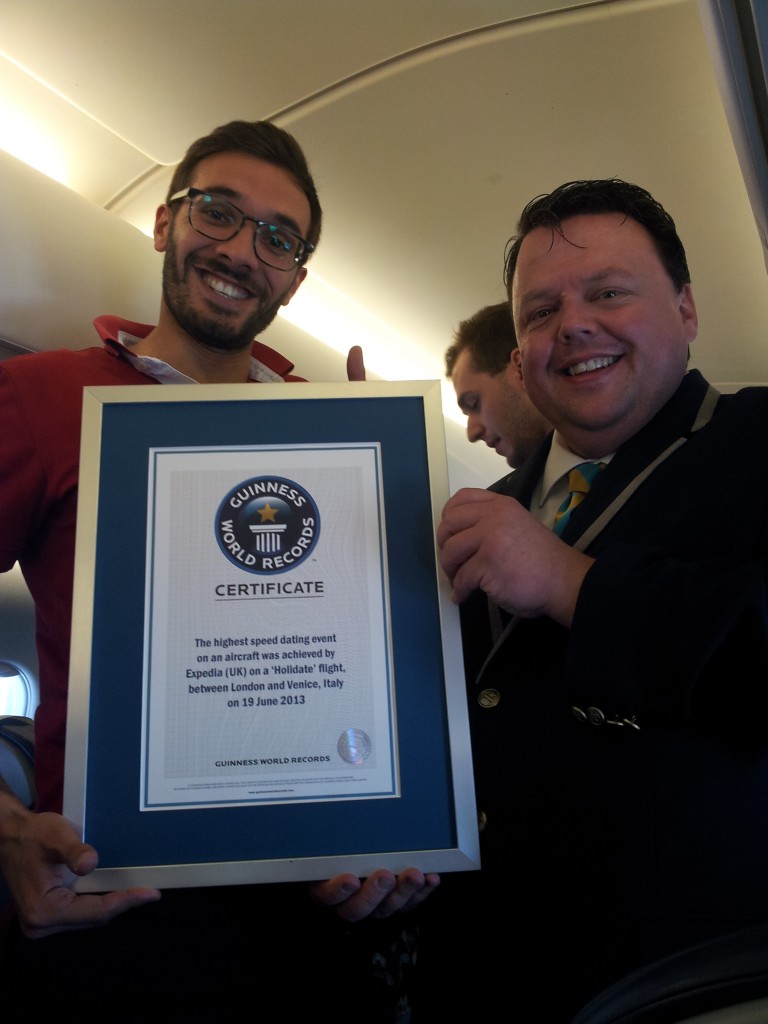 GUINNESS
WORLD RECORDS
CERTIFICATE
The highest speed dating event
on an aircraft was achieved by
Expedia (UK) on a 'Holidate' flight,
between London and Venice, Italy
on 19 June 2013
GUINNESS WORLD RECORDS